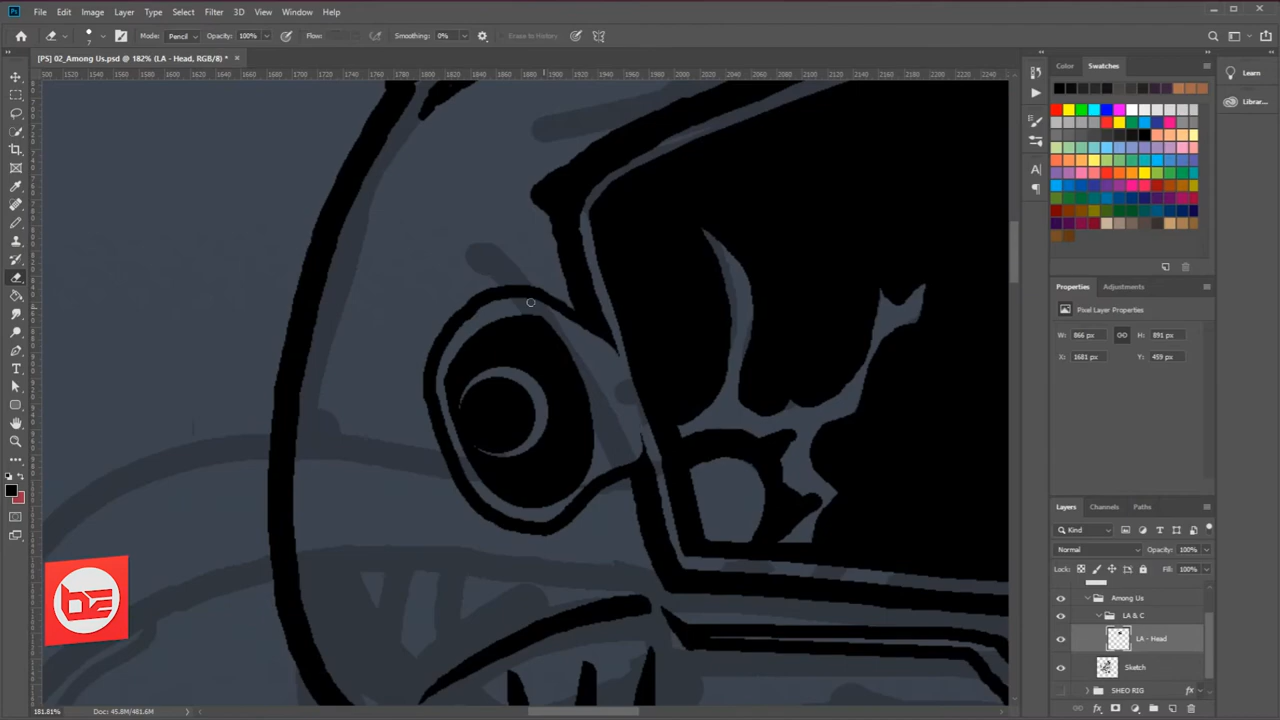 Ps File Edit Image Layer Type Select Filter 3D View Window Help
7 Mode: Pencil Opacity: 100% Flow: Smoothing: 0% Erase to History
[PS] 02_Among Us.psd @ 182% (LA - Head, RGB/8) * ×
Color Swatches
Learn
Librar...
Properties Adjustments
Pixel Layer Properties
W: 866 px H: 891 px
X: 1681 px Y: 459 px
Layers Channels Paths
Kind
Normal Opacity: 100%
Lock: Fill: 100%
Among Us
LA & C
LA - Head
Sketch
SHEO RIG fx
181.81% Doc: 45.8M/481.6M